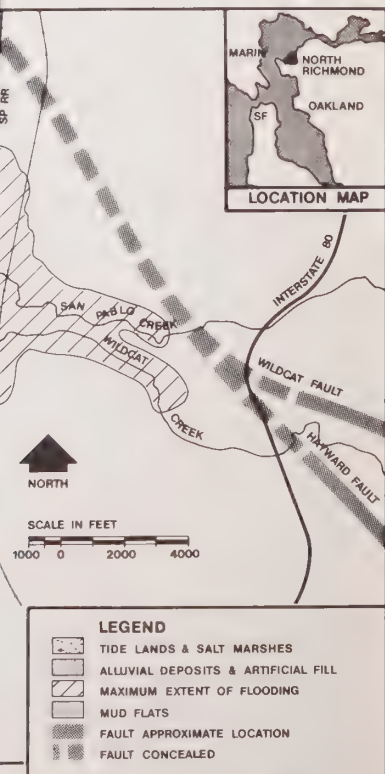 SP RR
MARIN
NORTH
RICHMOND
OAKLAND
SF
LOCATION MAP
INTERSTATE 80
SAN PABLO CREEK
WILDCAT CREEK
WILDCAT FAULT
HAYWARD FAULT
NORTH
SCALE IN FEET
1000 0 2000 4000
LEGEND
TIDE LANDS & SALT MARSHES
ALLUVIAL DEPOSITS & ARTIFICIAL FILL
MAXIMUM EXTENT OF FLOODING
MUD FLATS
FAULT APPROXIMATE LOCATION
FAULT CONCEALED